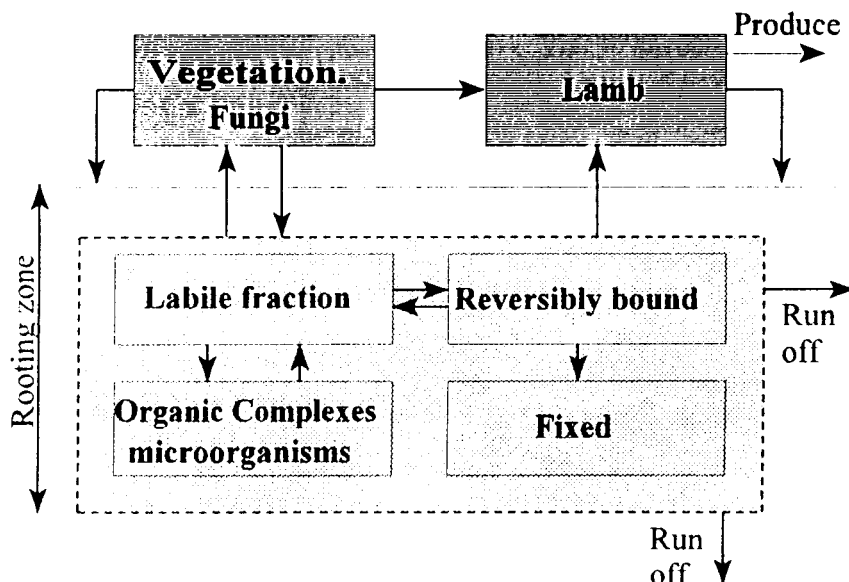 Produce
Vegetation.
Fungi
Lamb
Rooting zone
Labile fraction
Reversibly bound
Run
off
Organic Complexes
microorganisms
Fixed
Run
off